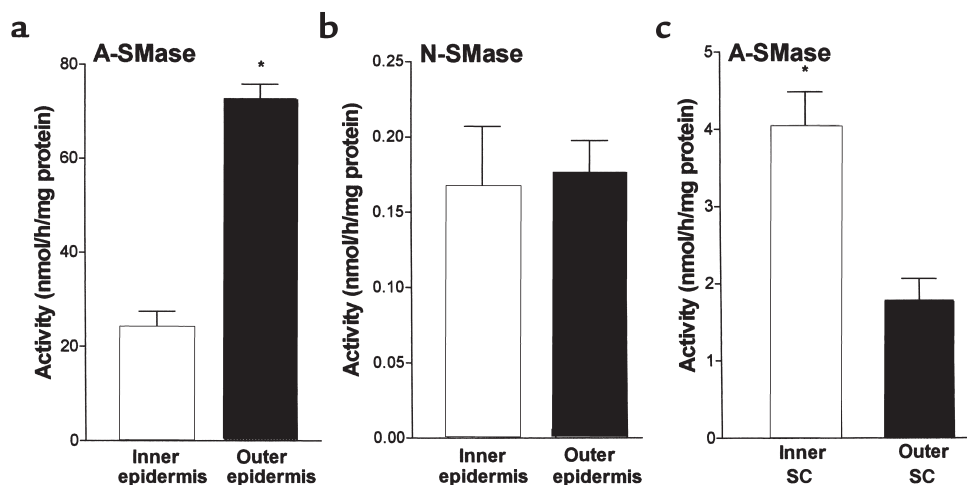 a
A-SMase
Activity (nmol/h/mg protein)
80
60
40
20
0
*
Inner
epidermis
Outer
epidermis
b
N-SMase
Activity (nmol/h/mg protein)
0.25
0.20
0.15
0.10
0.05
0.00
Inner
epidermis
Outer
epidermis
c
A-SMase
Activity (nmol/h/mg protein)
5
4
3
2
1
0
*
Inner
SC
Outer
SC